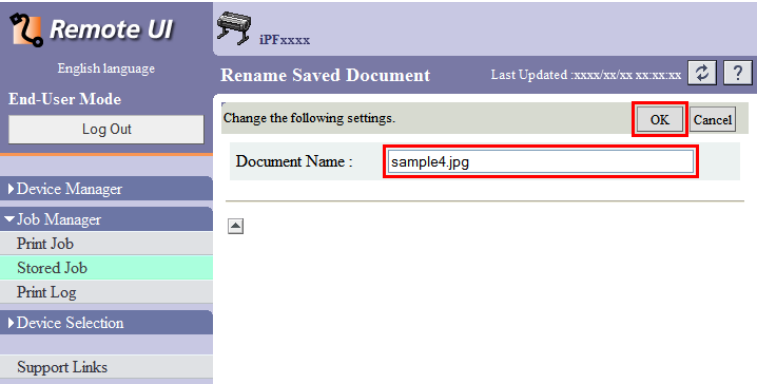 Remote UI
English language
End-User Mode
Log Out
Device Manager
Job Manager
Print Job
Stored Job
Print Log
Device Selection
Support Links
iPFxxxx
Rename Saved Document Last Updated :xxxx/xx/xx xx:xx:xx ?
Change the following settings. OK Cancel
Document Name : sample4.jpg